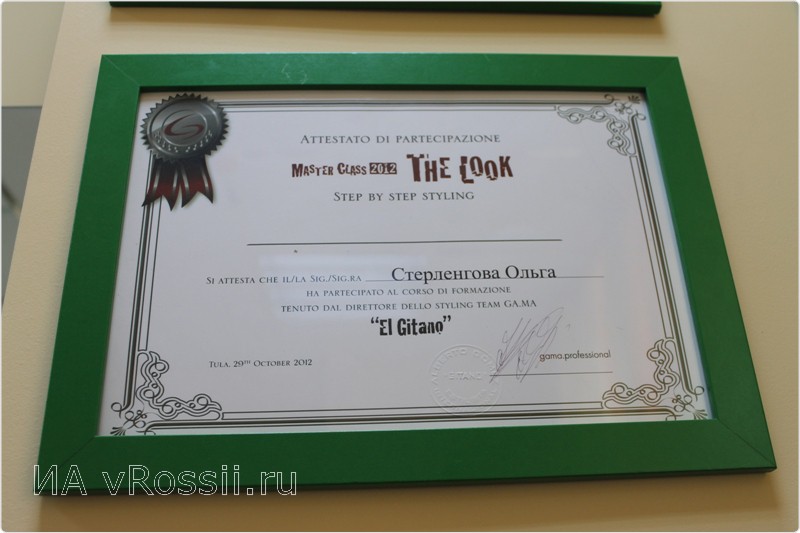 ATTESTATO DI PARTECIPAZIONE
MASTER CLASS 2012 THE LOOK
STEP BY STEP STYLING
SI ATTESTA CHE IL/LA SIG./SIG.RA Стерленгова Ольга
HA PARTECIPATO AL CORSO DI FORMAZIONE
TENUTO DAL DIRETTORE DELLO STYLING TEAM GA.MA
“El Gitano”
TULA, 29TH OCTOBER 2012
gama.professional
GITANO
ИА vRossii.ru